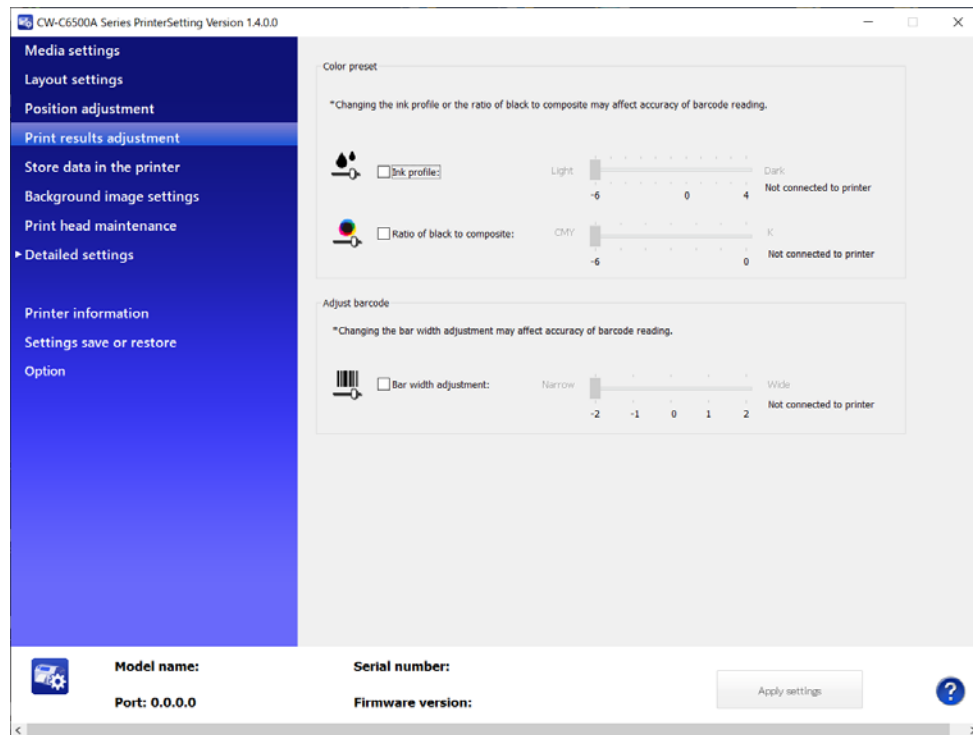 CW-C6500A Series PrinterSetting Version 1.4.0.0
Media settings
Layout settings
Position adjustment
Print results adjustment
Store data in the printer
Background image settings
Print head maintenance
Detailed settings
Printer information
Settings save or restore
Option
Color preset
*Changing the ink profile or the ratio of black to composite may affect accuracy of barcode reading.
Ink profile: Light Dark
-6 0 4 Not connected to printer
Ratio of black to composite: CMY K
-6 0 Not connected to printer
Adjust barcode
*Changing the bar width adjustment may affect accuracy of barcode reading.
Bar width adjustment: Narrow Wide
-2 -1 0 1 2 Not connected to printer
Model name: Serial number:
Port: 0.0.0.0 Firmware version:
Apply settings
?